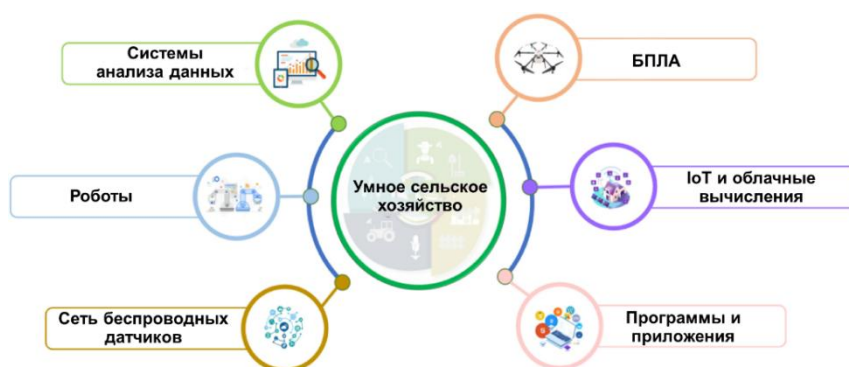 Системы
анализа данных
БПЛА
Роботы
Умное сельское
хозяйство
IoT и облачные
вычисления
Сеть беспроводных
датчиков
Программы и
приложения